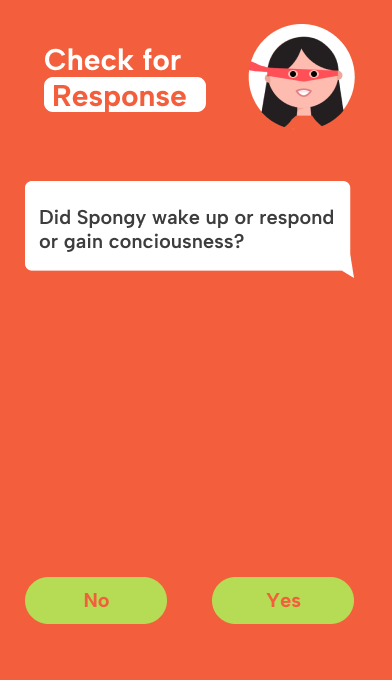 Check for
Response
Did Spongy wake up or respond
or gain conciousness?
No
Yes